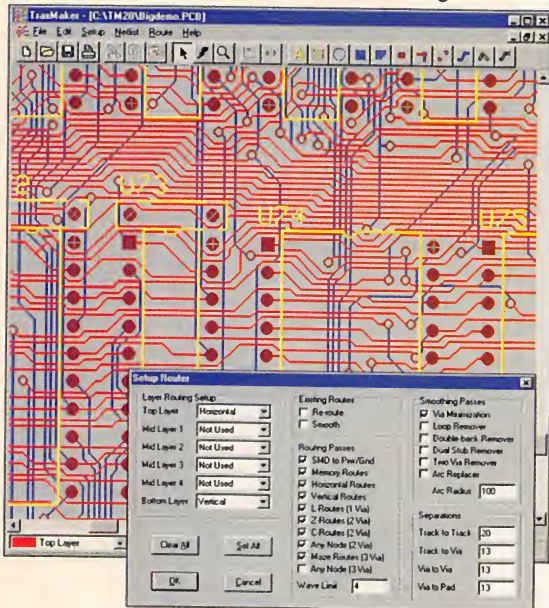 TraxMaker - [C:\TM20\Bigdemo.PCB]
File Edit Setup Netlist Route Help
U73
U74
U75
Setup Router
Layer Routing Setup
Top Layer Horizontal
Mid Layer 1 Not Used
Mid Layer 2 Not Used
Mid Layer 3 Not Used
Mid Layer 4 Not Used
Bottom Layer Vertical
Clear All
Set All
OK
Cancel
Existing Routes
Re-route
Smooth
Routing Passes
SMD to Pwr/Gnd
Memory Routes
Horizontal Routes
Vertical Routes
L-Routes (1 Via)
Z-Routes (2 Via)
C-Routes (2 Via)
Any Node (2 Via)
Maze Routes (3 Via)
Any Node (3 Via)
Wave Limit 4
Smoothing Passes
Via Minimization
Loop Remover
Double-back Remover
Dual Stub Remover
Two Via Remover
Arc Replacer
Arc Radius 100
Separations
Track to Track 20
Track to Via 13
Via to Via 13
Via to Pad 13
Top Layer